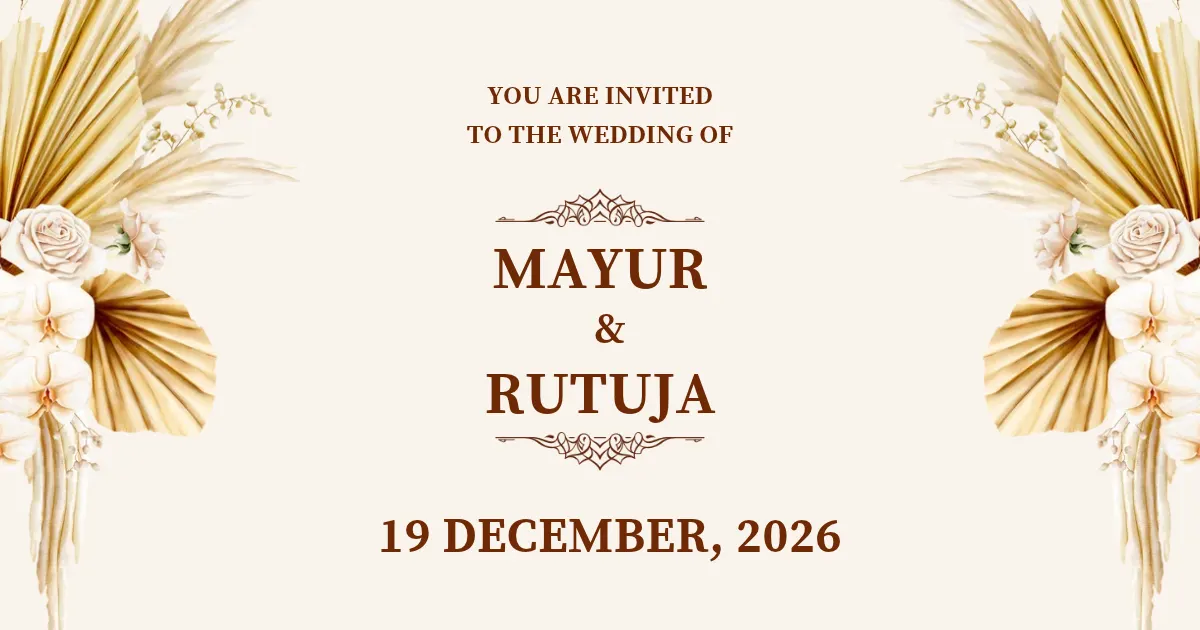 YOU ARE INVITED
TO THE WEDDING OF
MAYUR
&
RUTUJA
19 DECEMBER, 2026